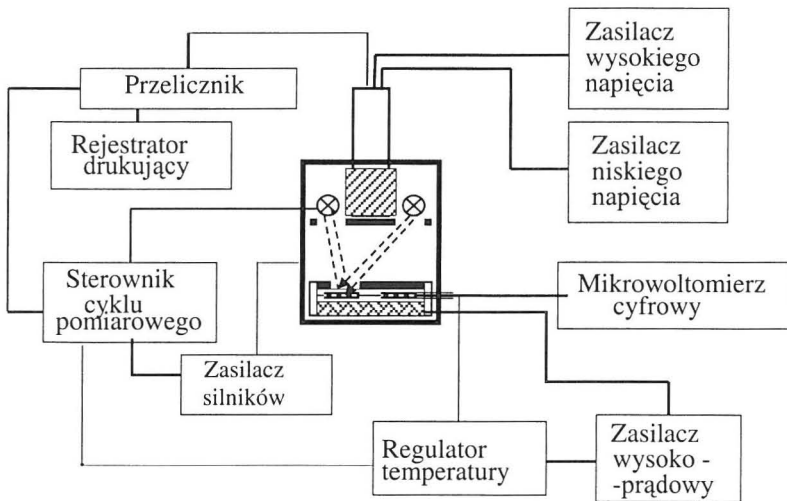 Zasilacz
wysokiego
napięcia
Przelicznik
Rejestrator
drukujący
Zasilacz
niskiego
napięcia
Sterownik
cyklu
pomiarowego
Mikrowoltomierz
cyfrowy
Zasilacz
silników
Regulator
temperatury
Zasilacz
wysoko -
-prądowy